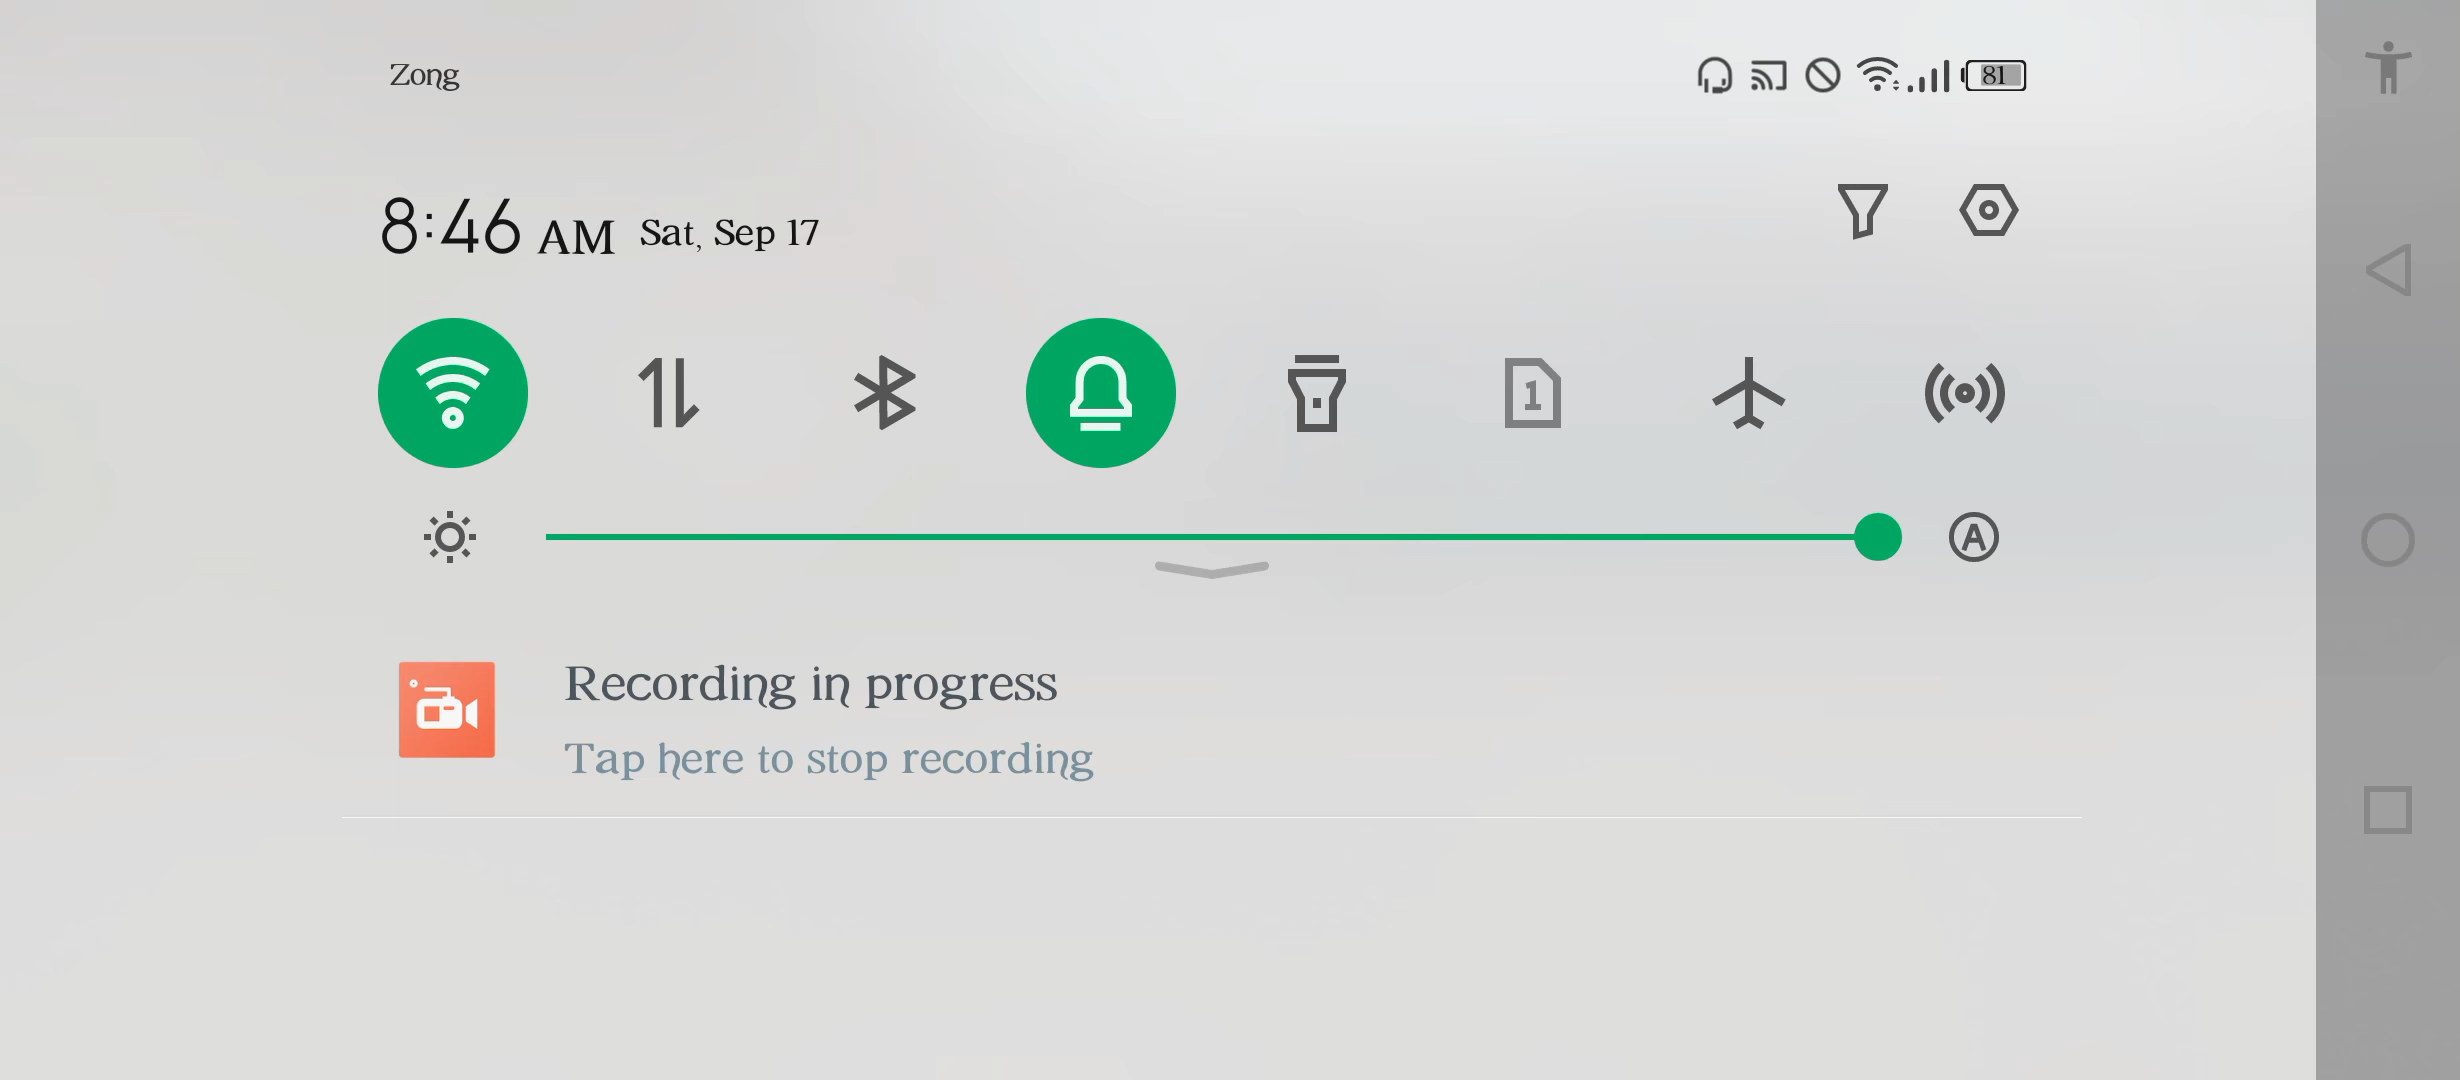 Zong
81
8:46 AM Sat, Sep 17
1
A
Recording in progress
Tap here to stop recording